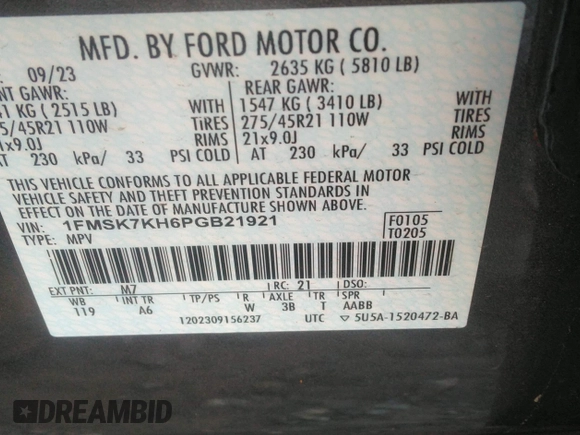 MFD. BY FORD MOTOR CO.
09/23 GVWR: 2635 KG ( 5810 LB)
NT GAWR: REAR GAWR:
1 KG ( 2515 LB) WITH 1547 KG ( 3410 LB) WITH
5/45R21 110W TIRES 275/45R21 110W TIRES
1x9.0J RIMS 21x9.0J RIMS
AT 230 kPa/ 33 PSI COLD AT 230 kPa/ 33 PSI COLD
THIS VEHICLE CONFORMS TO ALL APPLICABLE FEDERAL MOTOR
VEHICLE SAFETY AND THEFT PREVENTION STANDARDS IN
EFFECT ON THE DATE OF MANUFACTURE SHOWN ABOVE.
VIN: 1FMSK7KH6PGB21921 F0105
TYPE: MPV T0205
EXT PNT: M7 RC: 21 DSO:
WB INT TR TP/PS R AXLE TR SPR
119 A6 W 3B T AABB
1202309156237 UTC ▽ 5U5A-1520472-BA
DREAMBID